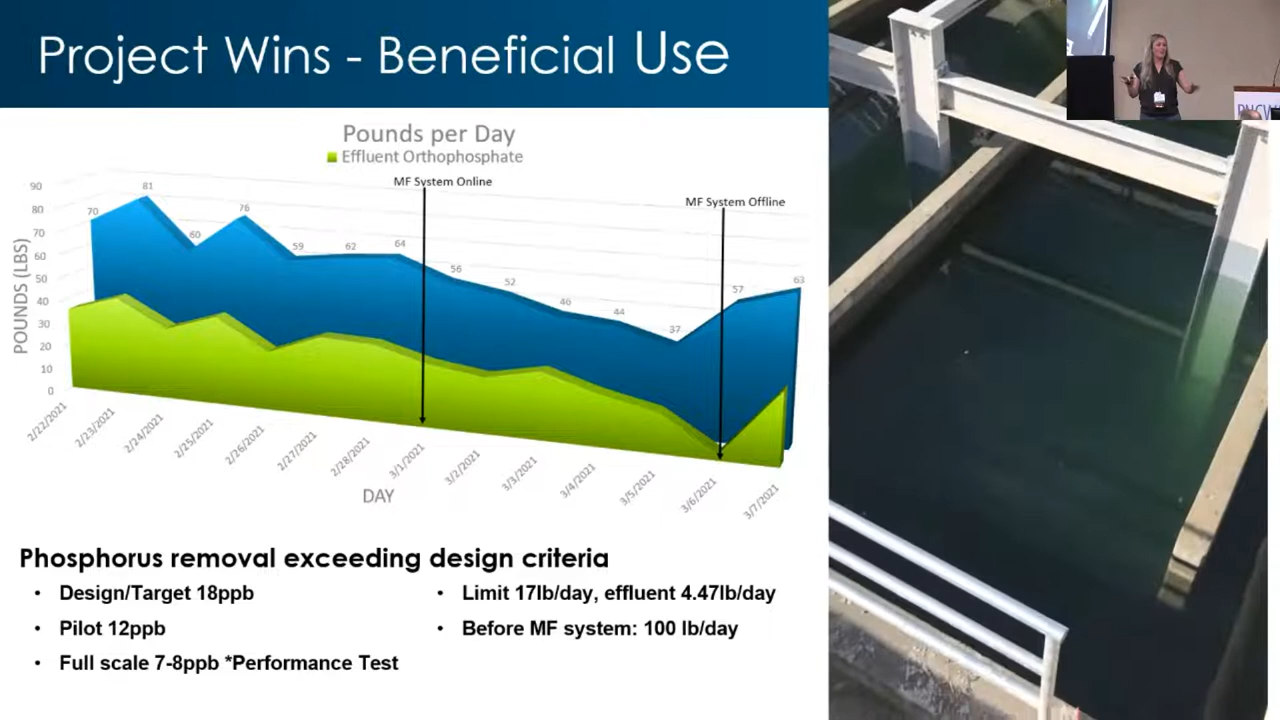 Project Wins - Beneficial Use
Pounds per Day
Effluent Orthophosphate
MF System Online
MF System Offline
POUNDS (LBS)
90
80
70
60
50
40
30
20
10
0
70
81
60
76
59
62
64
56
52
46
44
37
57
63
2/22/2021
2/23/2021
2/24/2021
2/25/2021
2/26/2021
2/27/2021
2/28/2021
3/1/2021
3/2/2021
3/3/2021
3/4/2021
3/5/2021
3/6/2021
3/7/2021
DAY
Phosphorus removal exceeding design criteria
• Design/Target 18ppb
• Pilot 12ppb
• Full scale 7-8ppb *Performance Test
• Limit 17lb/day, effluent 4.47lb/day
• Before MF system: 100 lb/day